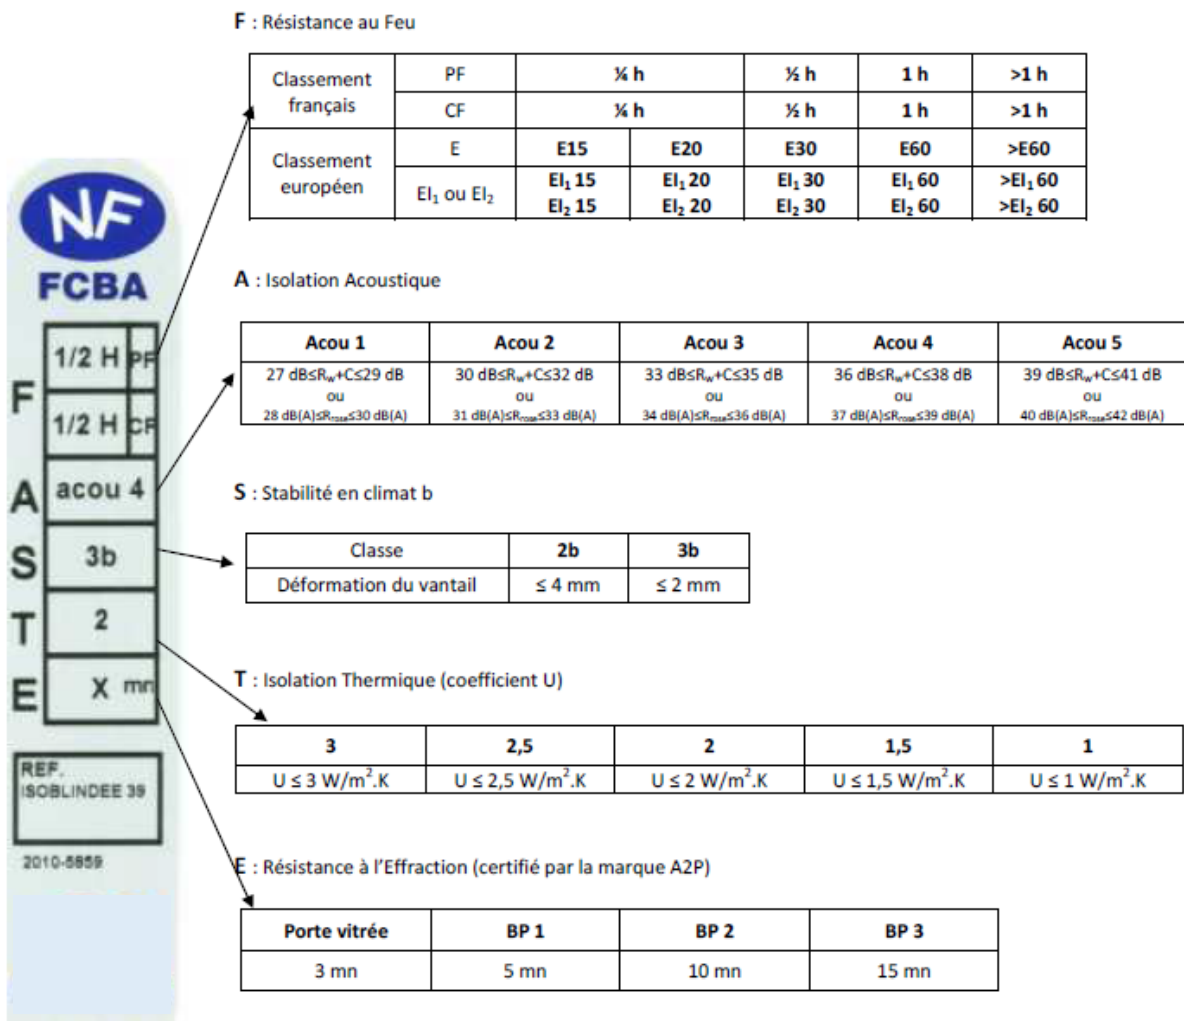 F : Résistance au Feu
Classement français PF ¼ h ½ h 1 h >1 h
CF ¼ h ½ h 1 h >1 h
Classement européen E E15 E20 E30 E60 >E60
EI₁ ou EI₂ EI₁ 15 EI₁ 20 EI₁ 30 EI₁ 60 >EI₁ 60
EI₂ 15 EI₂ 20 EI₂ 30 EI₂ 60 >EI₂ 60
NF
FCBA
F
1/2 H PF
1/2 H CF
A acou 4
S 3b
T 2
E X mn
REF.
ISOBLINDEE 39
2010-5859
A : Isolation Acoustique
Acou 1 Acou 2 Acou 3 Acou 4 Acou 5
27 dB≤Rw+C≤29 dB 30 dB≤Rw+C≤32 dB 33 dB≤Rw+C≤35 dB 36 dB≤Rw+C≤38 dB 39 dB≤Rw+C≤41 dB
ou ou ou ou ou
28 dB(A)≤Rrose≤30 dB(A) 31 dB(A)≤Rrose≤33 dB(A) 34 dB(A)≤Rrose≤36 dB(A) 37 dB(A)≤Rrose≤39 dB(A) 40 dB(A)≤Rrose≤42 dB(A)
S : Stabilité en climat b
Classe 2b 3b
Déformation du vantail ≤ 4 mm ≤ 2 mm
T : Isolation Thermique (coefficient U)
3 2,5 2 1,5 1
U ≤ 3 W/m².K U ≤ 2,5 W/m².K U ≤ 2 W/m².K U ≤ 1,5 W/m².K U ≤ 1 W/m².K
E : Résistance à l’Effraction (certifié par la marque A2P)
Porte vitrée BP 1 BP 2 BP 3
3 mn 5 mn 10 mn 15 mn